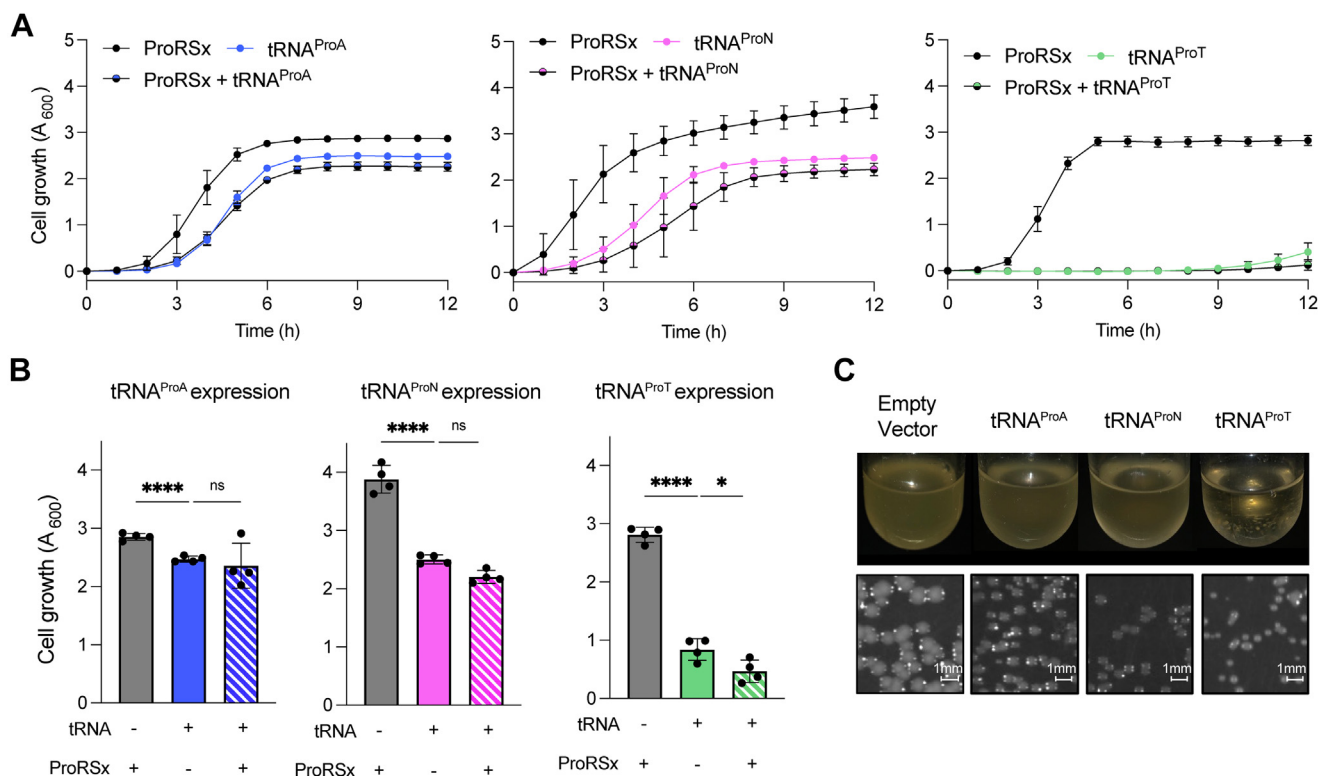 A
ProRSx tRNA^ProA
ProRSx + tRNA^ProA
Cell growth (A_600)
5
4
3
2
1
0
0 3 6 9 12
Time (h)
ProRSx tRNA^ProN
ProRSx + tRNA^ProN
5
4
3
2
1
0
0 3 6 9 12
Time (h)
ProRSx tRNA^ProT
ProRSx + tRNA^ProT
5
4
3
2
1
0
0 3 6 9 12
Time (h)
B
tRNA^ProA expression
Cell growth (A_600)
4
3
2
1
0
**** ns
tRNA - + +
ProRSx + - +
tRNA^ProN expression
4
3
2
1
0
**** ns
tRNA - + +
ProRSx + - +
tRNA^ProT expression
4
3
2
1
0
**** *
tRNA - + +
ProRSx + - +
C
Empty
Vector
tRNA^ProA
tRNA^ProN
tRNA^ProT
1mm
1mm
1mm
1mm